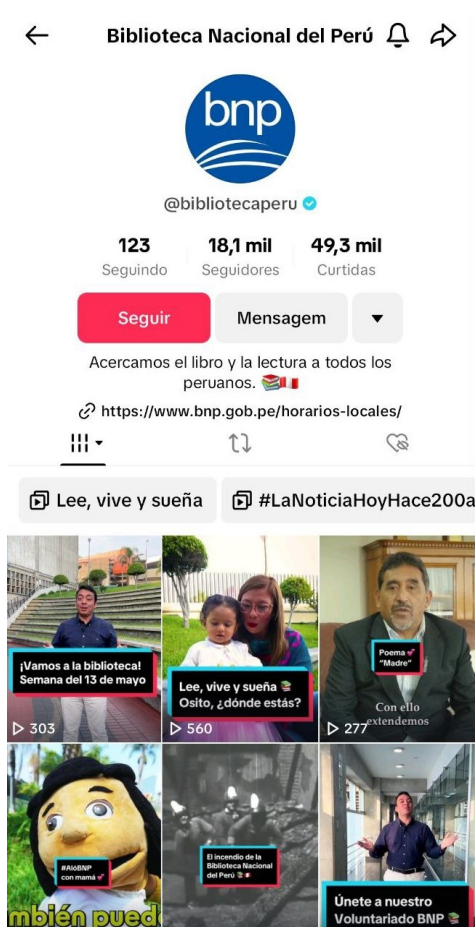 Biblioteca Nacional del Perú
bnp
@bibliotecaperu
123
Seguindo
18,1 mil
Seguidores
49,3 mil
Curtidas
Seguir
Mensagem
Acercamos el libro y la lectura a todos los
peruanos.
https://www.bnp.gob.pe/horarios-locales/
Lee, vive y sueña
#LaNoticiaHoyHace200a
¡Vamos a la biblioteca!
Semana del 13 de mayo
303
Lee, vive y sueña
Osito, ¿dónde estás?
560
Poema
"Madre"
Con ello
extendemos
277
#AlóBNP
con mamá
mbién pued
El incendio de la
Biblioteca Nacional
del Perú
Únete a nuestro
Voluntariado BNP